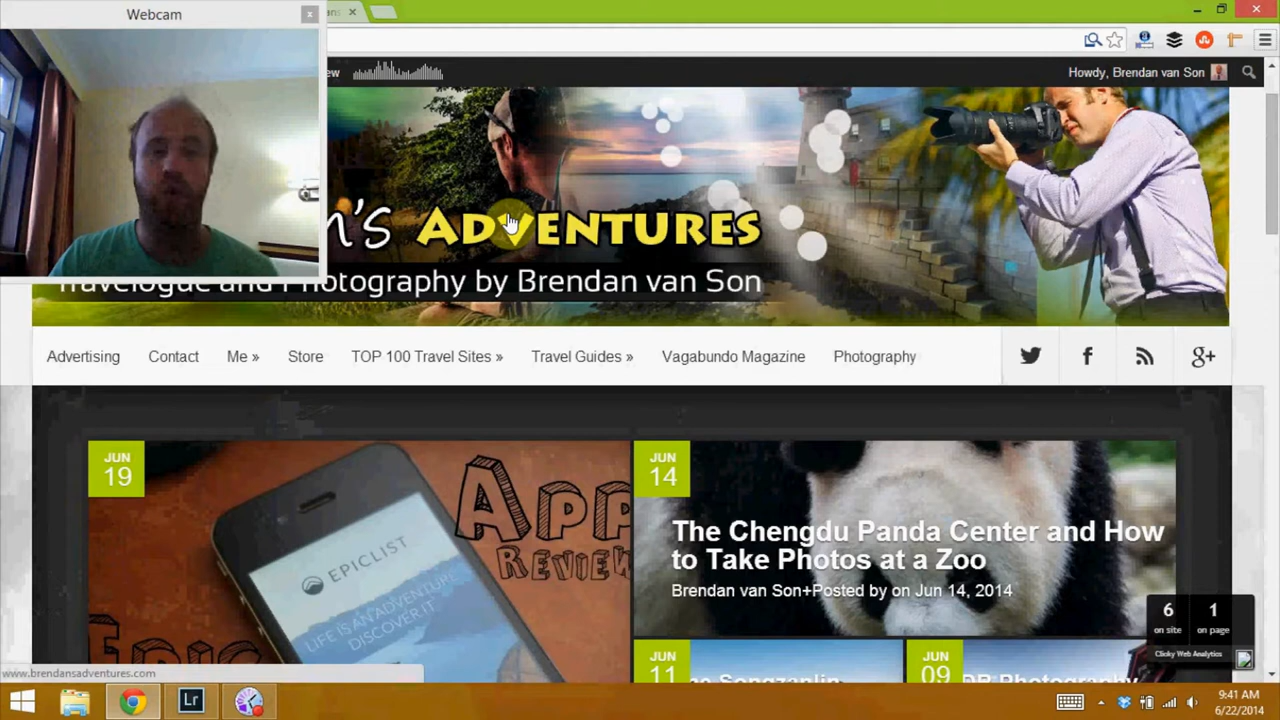 Webcam
x
Howdy, Brendan van Son
n's ADVENTURES
Travelogue and Photography by Brendan van Son
Advertising Contact Me » Store TOP 100 Travel Sites » Travel Guides » Vagabundo Magazine Photography
JUN
19
APP
REVIEW
EPICLIST
LIFE IS AN ADVENTURE
DISCOVER IT
JUN
14
The Chengdu Panda Center and How
to Take Photos at a Zoo
Brendan van Son+Posted by on Jun 14, 2014
6 1
on site on page
Clicky Web Analytics
JUN
11
JUN
09
Photography
www.brendansadventures.com
Lr
9:41 AM
6/22/2014